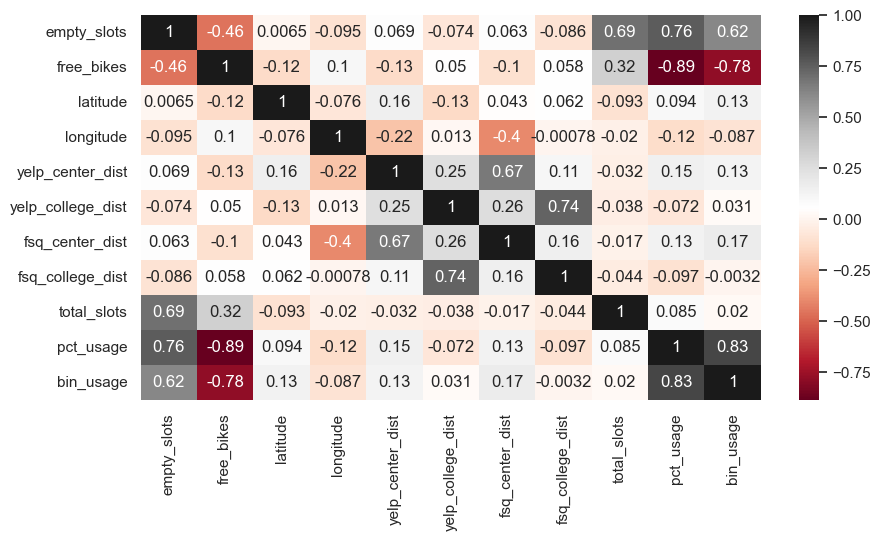 empty_slots 1 -0.46 0.0065 -0.095 0.069 -0.074 0.063 -0.086 0.69 0.76 0.62
free_bikes -0.46 1 -0.12 0.1 -0.13 0.05 -0.1 0.058 0.32 -0.89 -0.78
latitude 0.0065 -0.12 1 -0.076 0.16 -0.13 0.043 0.062 -0.093 0.094 0.13
longitude -0.095 0.1 -0.076 1 -0.22 0.013 -0.4 -0.00078 -0.02 -0.12 -0.087
yelp_center_dist 0.069 -0.13 0.16 -0.22 1 0.25 0.67 0.11 -0.032 0.15 0.13
yelp_college_dist -0.074 0.05 -0.13 0.013 0.25 1 0.26 0.74 -0.038 -0.072 0.031
fsq_center_dist 0.063 -0.1 0.043 -0.4 0.67 0.26 1 0.16 -0.017 0.13 0.17
fsq_college_dist -0.086 0.058 0.062 -0.00078 0.11 0.74 0.16 1 -0.044 -0.097 -0.0032
total_slots 0.69 0.32 -0.093 -0.02 -0.032 -0.038 -0.017 -0.044 1 0.085 0.02
pct_usage 0.76 -0.89 0.094 -0.12 0.15 -0.072 0.13 -0.097 0.085 1 0.83
bin_usage 0.62 -0.78 0.13 -0.087 0.13 0.031 0.17 -0.0032 0.02 0.83 1
empty_slots
free_bikes
latitude
longitude
yelp_center_dist
yelp_college_dist
fsq_center_dist
fsq_college_dist
total_slots
pct_usage
bin_usage
1.00
0.75
0.50
0.25
0.00
-0.25
-0.50
-0.75